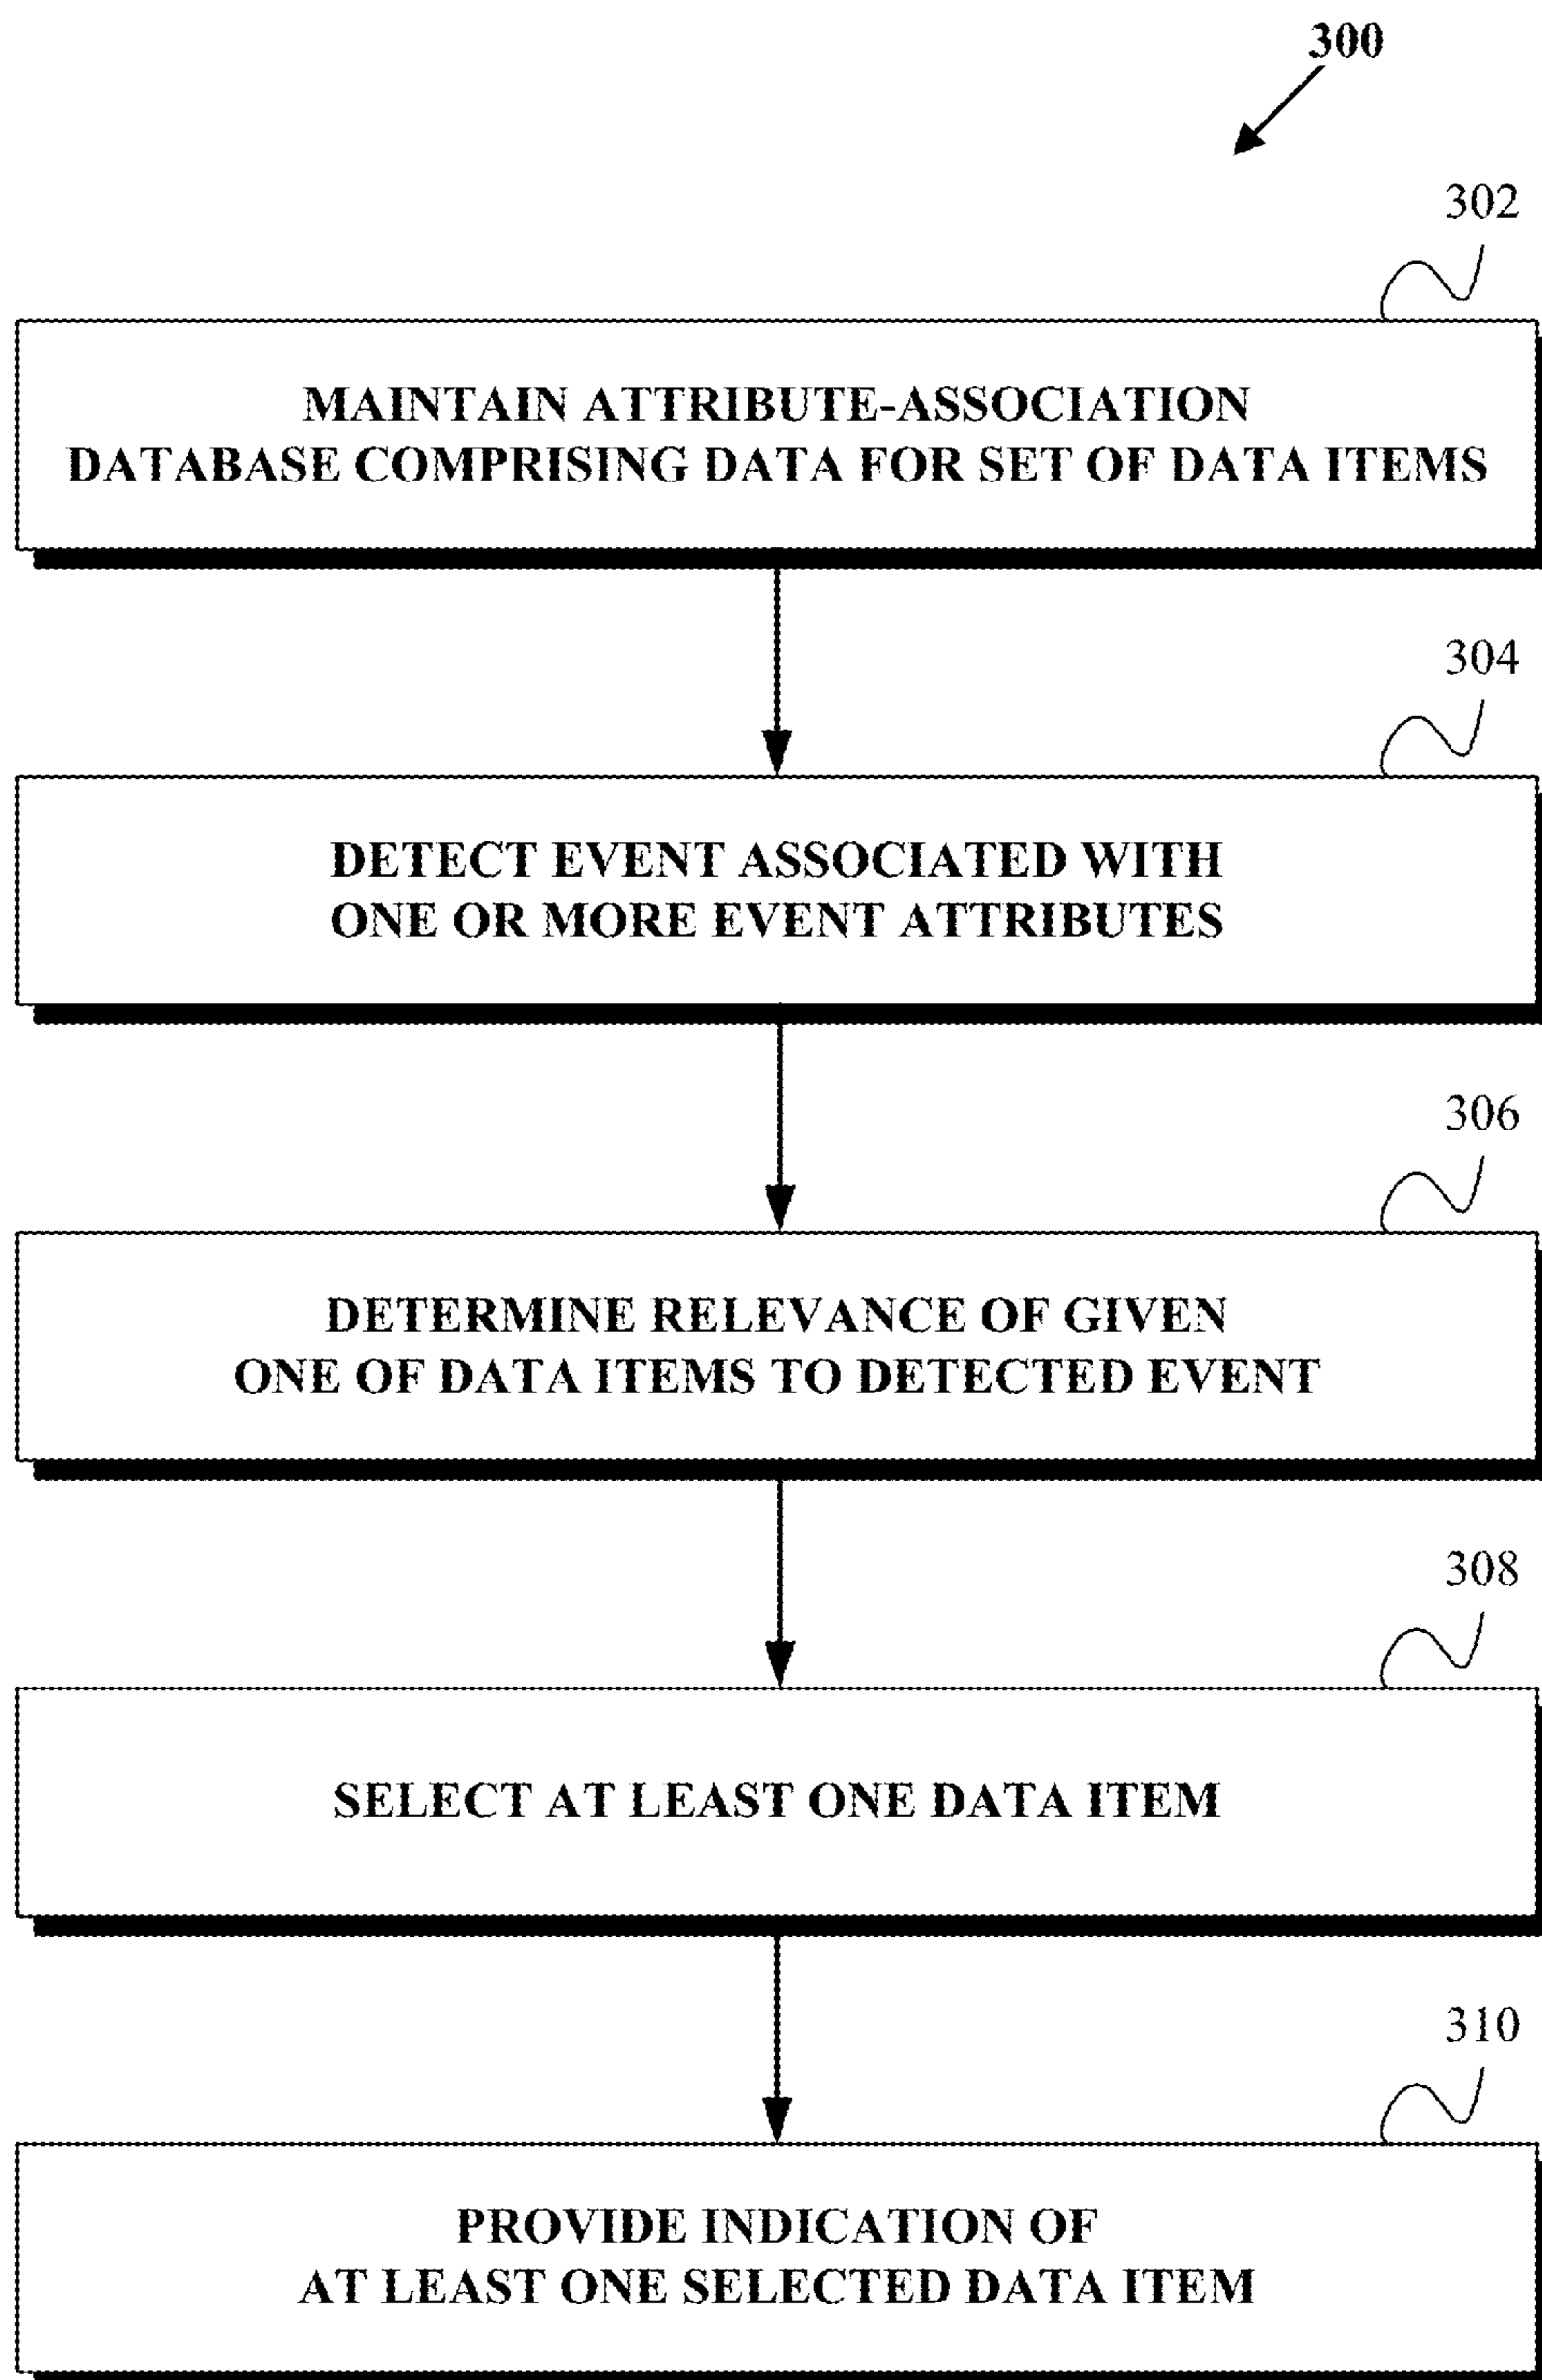 300
302
MAINTAIN ATTRIBUTE-ASSOCIATION
DATABASE COMPRISING DATA FOR SET OF DATA ITEMS
304
DETECT EVENT ASSOCIATED WITH
ONE OR MORE EVENT ATTRIBUTES
306
DETERMINE RELEVANCE OF GIVEN
ONE OF DATA ITEMS TO DETECTED EVENT
308
SELECT AT LEAST ONE DATA ITEM
310
PROVIDE INDICATION OF
AT LEAST ONE SELECTED DATA ITEM